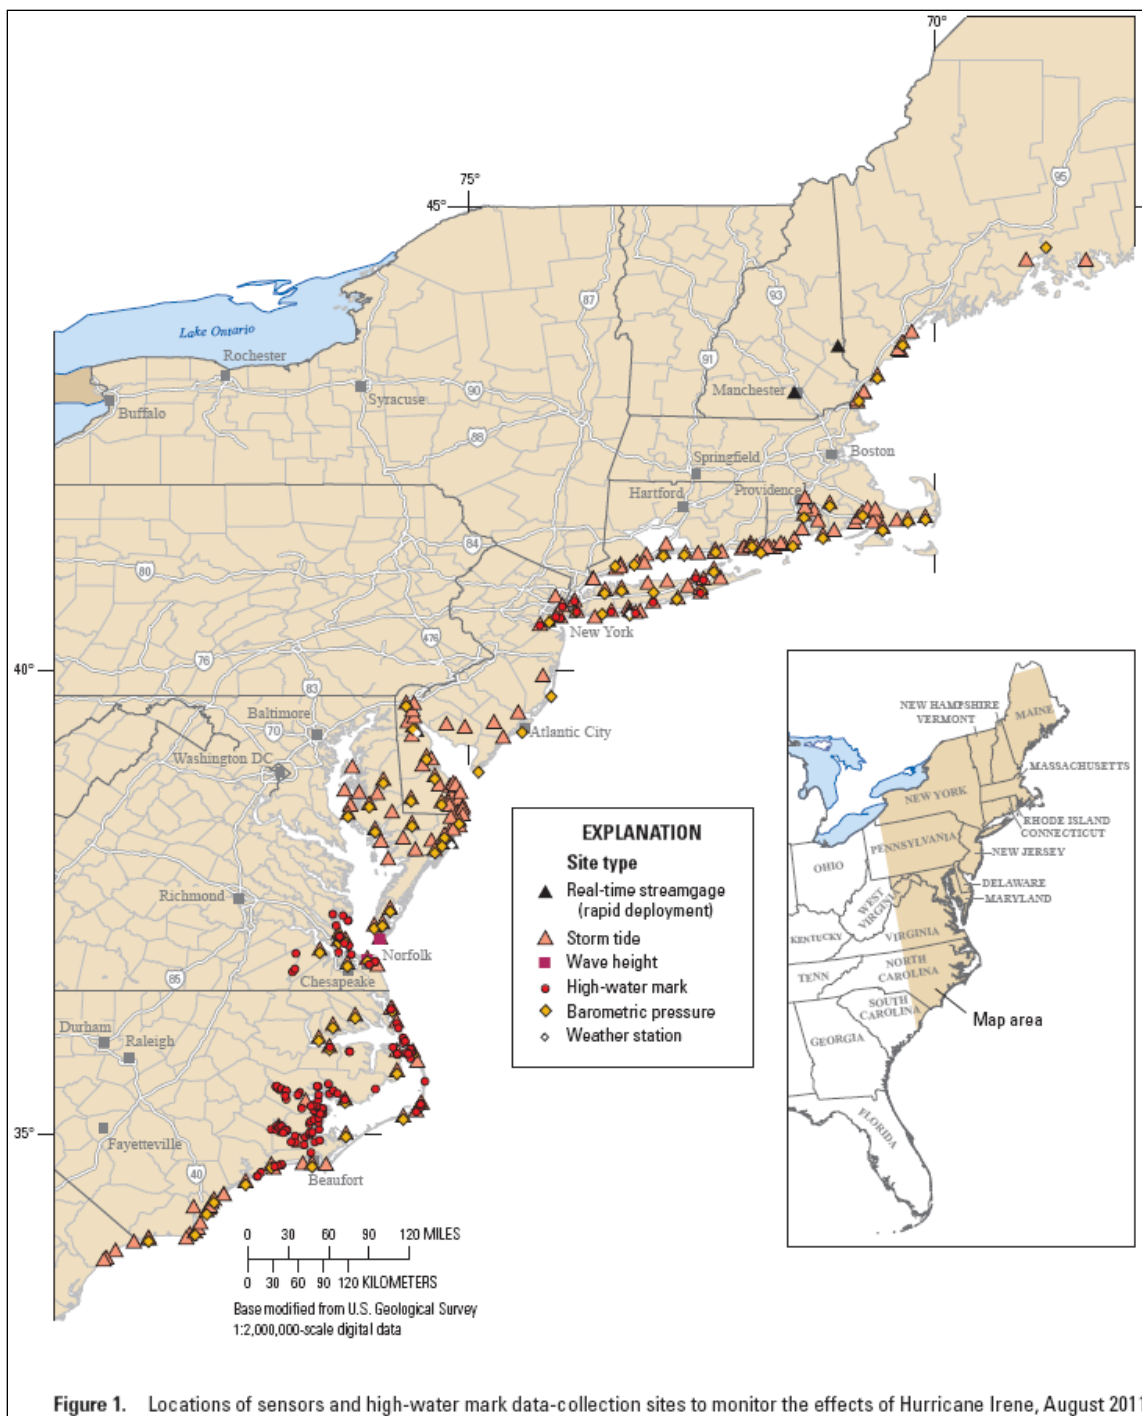 70°
75°
45°
95
87
93
Lake Ontario
Rochester
91
Manchester
90
Buffalo
Syracuse
88
Springfield
Boston
Hartford
Providence
84
80
New York
476
76
40°
83
Baltimore
70
Atlantic City
Washington DC
Richmond
Norfolk
Chesapeake
85
Durham
Raleigh
35°
Fayetteville
40
Beaufort
EXPLANATION
Site type
Real-time streamgage
(rapid deployment)
Storm tide
Wave height
High-water mark
Barometric pressure
Weather station
NEW HAMPSHIRE
VERMONT
MAINE
MASSACHUSETTS
NEW YORK
RHODE ISLAND
CONNECTICUT
PENNSYLVANIA
NEW JERSEY
OHIO
DELAWARE
MARYLAND
WEST
VIRGINIA
VIRGINIA
KENTUCKY
NORTH
CAROLINA
TENN
SOUTH
CAROLINA
Map area
GEORGIA
FLORIDA
0 30 60 90 120 MILES
0 30 60 90 120 KILOMETERS
Base modified from U.S. Geological Survey
1:2,000,000-scale digital data
Figure 1. Locations of sensors and high-water mark data-collection sites to monitor the effects of Hurricane Irene, August 2011